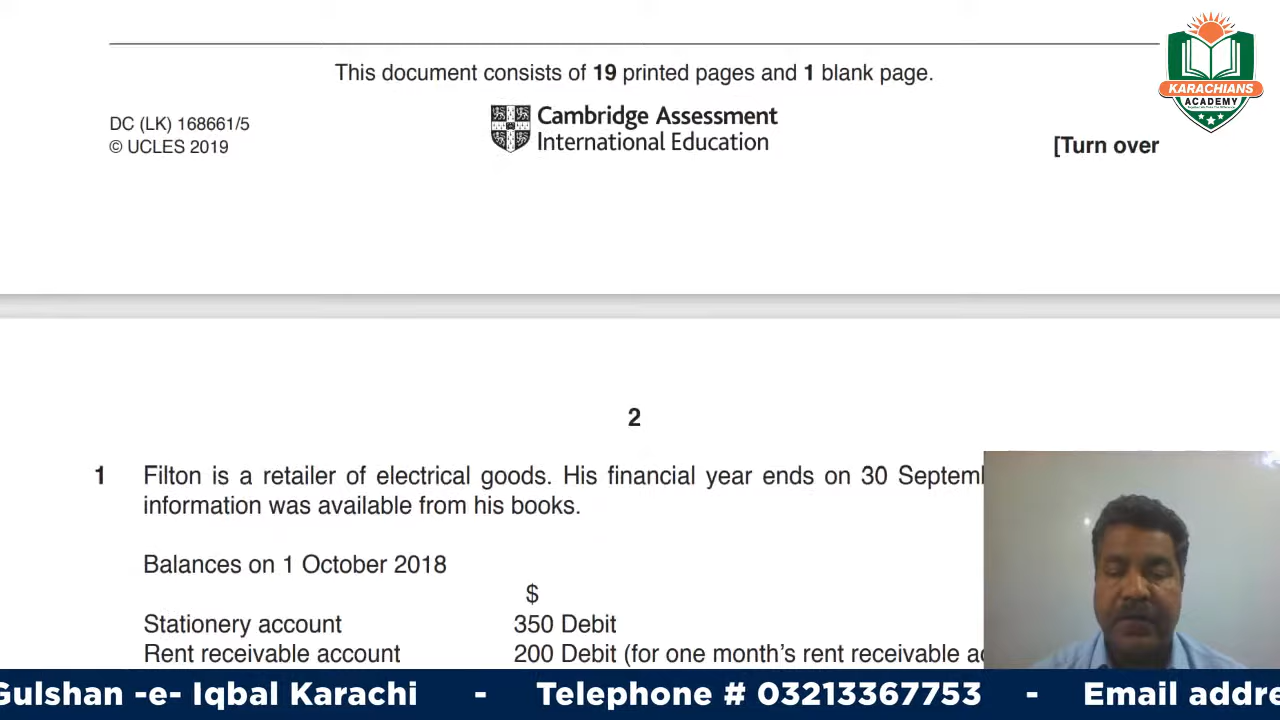 This document consists of 19 printed pages and 1 blank page.
DC (LK) 168661/5
© UCLES 2019
Cambridge Assessment
International Education
[Turn over
KARACHIANS
ACADEMY
2
1 Filton is a retailer of electrical goods. His financial year ends on 30
information was available from his books.
Balances on 1 October 2018
$
Stationery account 350 Debit
Rent receivable account 200 Debit (for one month's rent receivable
Gulshan -e- Iqbal Karachi - Telephone # 03213367753 - Email